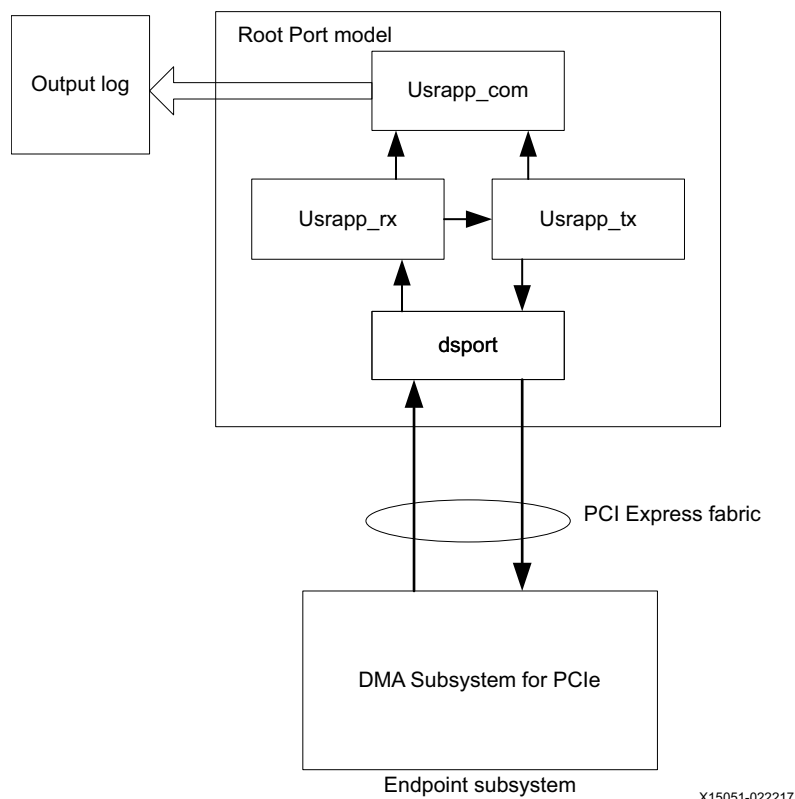 Root Port model
Output log
Usrapp_com
Usrapp_rx
Usrapp_tx
dsport
PCI Express fabric
DMA Subsystem for PCIe
Endpoint subsystem
X15051-022217